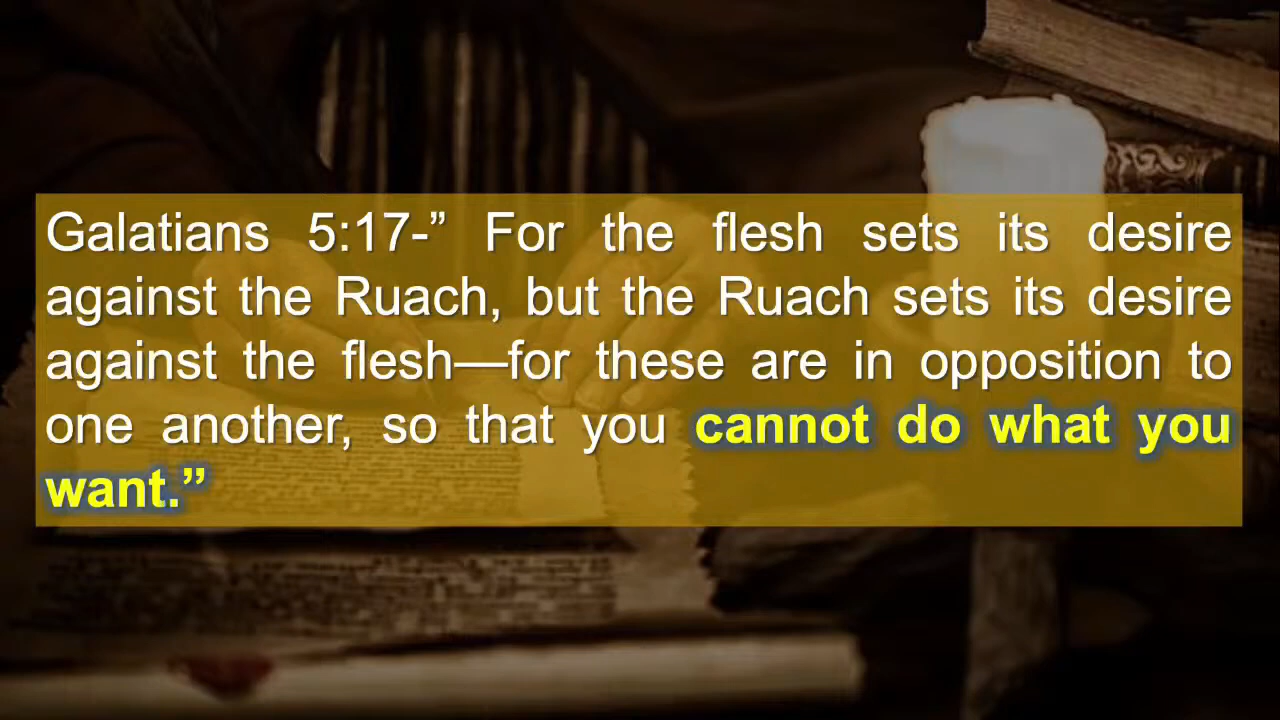 Galatians 5:17-” For the flesh sets its desire
against the Ruach, but the Ruach sets its desire
against the flesh—for these are in opposition to
one another, so that you cannot do what you
want.”